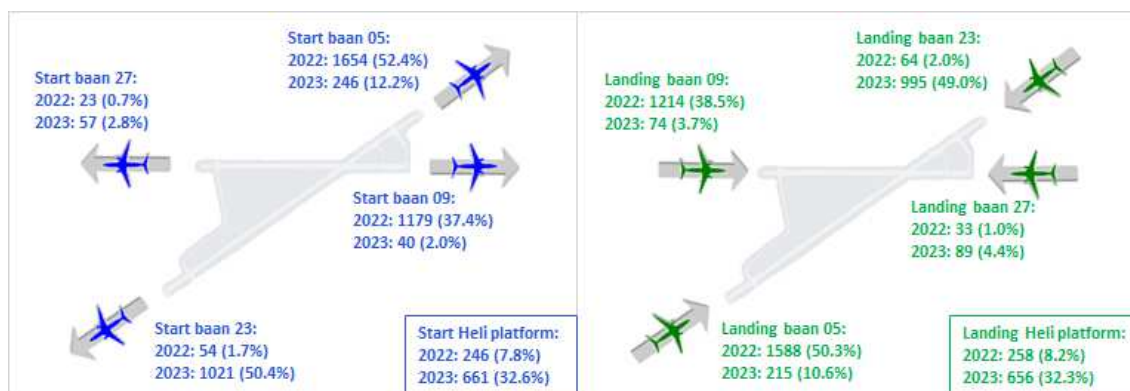 Start baan 05:
2022: 1654 (52.4%)
2023: 246 (12.2%)
Start baan 27:
2022: 23 (0.7%)
2023: 57 (2.8%)
Start baan 09:
2022: 1179 (37.4%)
2023: 40 (2.0%)
Start baan 23:
2022: 54 (1.7%)
2023: 1021 (50.4%)
Start Heli platform:
2022: 246 (7.8%)
2023: 661 (32.6%)
Landing baan 23:
2022: 64 (2.0%)
2023: 995 (49.0%)
Landing baan 09:
2022: 1214 (38.5%)
2023: 74 (3.7%)
Landing baan 27:
2022: 33 (1.0%)
2023: 89 (4.4%)
Landing baan 05:
2022: 1588 (50.3%)
2023: 215 (10.6%)
Landing Heli platform:
2022: 258 (8.2%)
2023: 656 (32.3%)